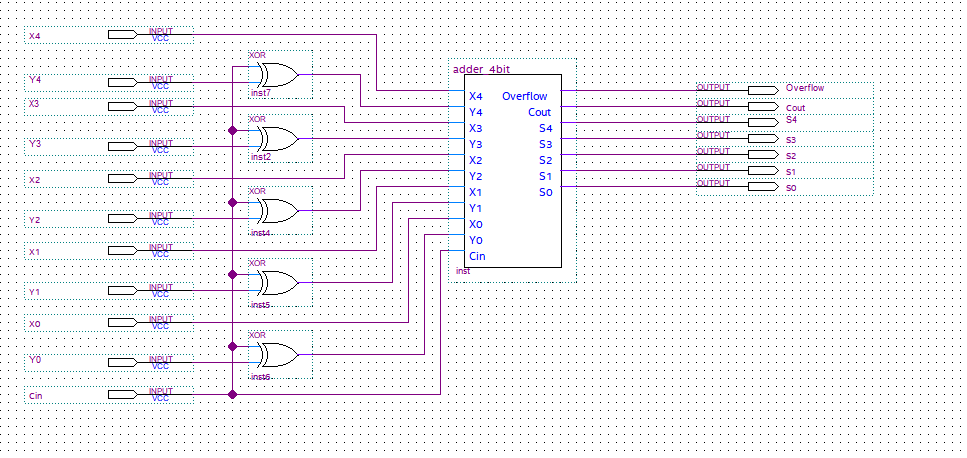 X4 INPUT VCC
XOR
inst7
Y4 INPUT VCC
X3 INPUT VCC
XOR
inst2
Y3 INPUT VCC
X2 INPUT VCC
XOR
inst4
Y2 INPUT VCC
X1 INPUT VCC
XOR
inst5
Y1 INPUT VCC
X0 INPUT VCC
XOR
inst6
Y0 INPUT VCC
Cin INPUT VCC
adder_4bit
X4 Overflow
Y4 Cout
X3 S4
Y3 S3
X2 S2
Y2 S1
X1 S0
Y1
X0
Y0
Cin
inst
OUTPUT Overflow
OUTPUT Cout
OUTPUT S4
OUTPUT S3
OUTPUT S2
OUTPUT S1
OUTPUT S0